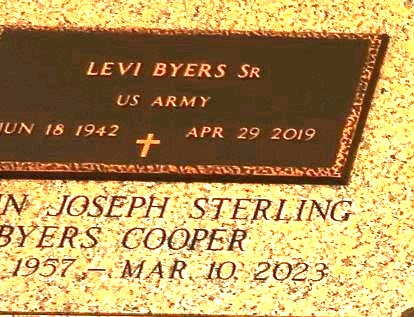 LEVI BYERS SR
US ARMY
JUN 18 1942 APR 29 2019
JOSEPH STERLING
BYERS COOPER
1957 – MAR. 10, 2023